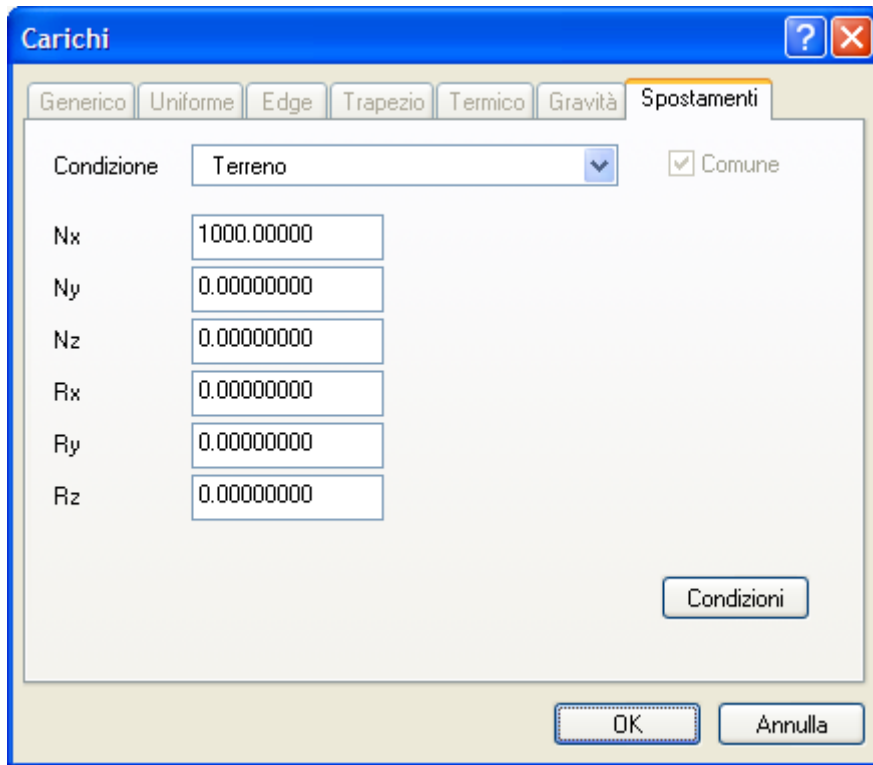 Carichi
Generico Uniforme Edge Trapezio Termico Gravità Spostamenti
Condizione Terreno Comune
Nx 1000.00000
Ny 0.00000000
Nz 0.00000000
Rx 0.00000000
Ry 0.00000000
Rz 0.00000000
Condizioni
OK Annulla